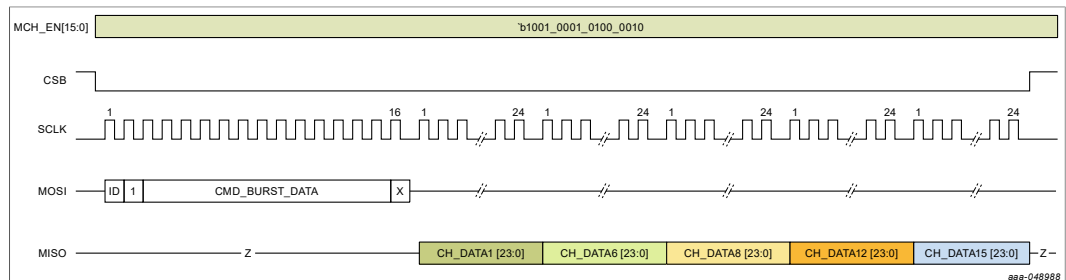 MCH_EN[15:0] 'b1001_0001_0100_0010
CSB
1 16 1 24 1 24 1 24 1 24 1 24
SCLK
MOSI ID 1 CMD_BURST_DATA X
MISO Z CH_DATA1 [23:0] CH_DATA6 [23:0] CH_DATA8 [23:0] CH_DATA12 [23:0] CH_DATA15 [23:0] Z
aaa-048988